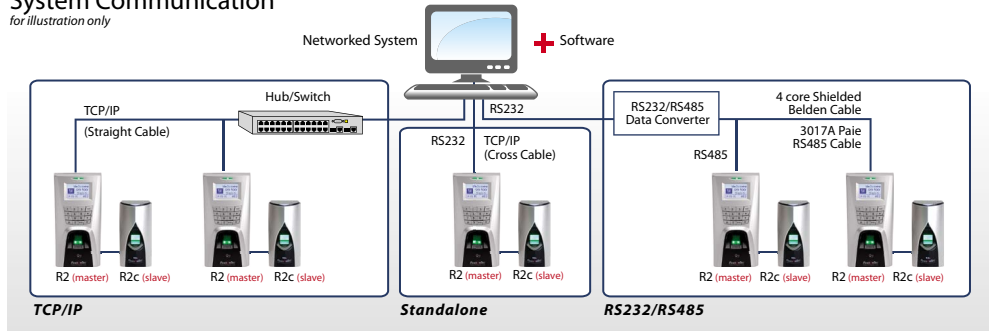 System Communication
for illustration only
Networked System
Software
TCP/IP
(Straight Cable)
Hub/Switch
R2 (master) R2c (slave)
R2 (master) R2c (slave)
TCP/IP
RS232
RS232
TCP/IP
(Cross Cable)
R2 (master) R2c (slave)
Standalone
RS232/RS485
Data Converter
4 core Shielded
Belden Cable
3017A Paie
RS485 Cable
RS485
R2 (master) R2c (slave)
R2 (master) R2c (slave)
RS232/RS485